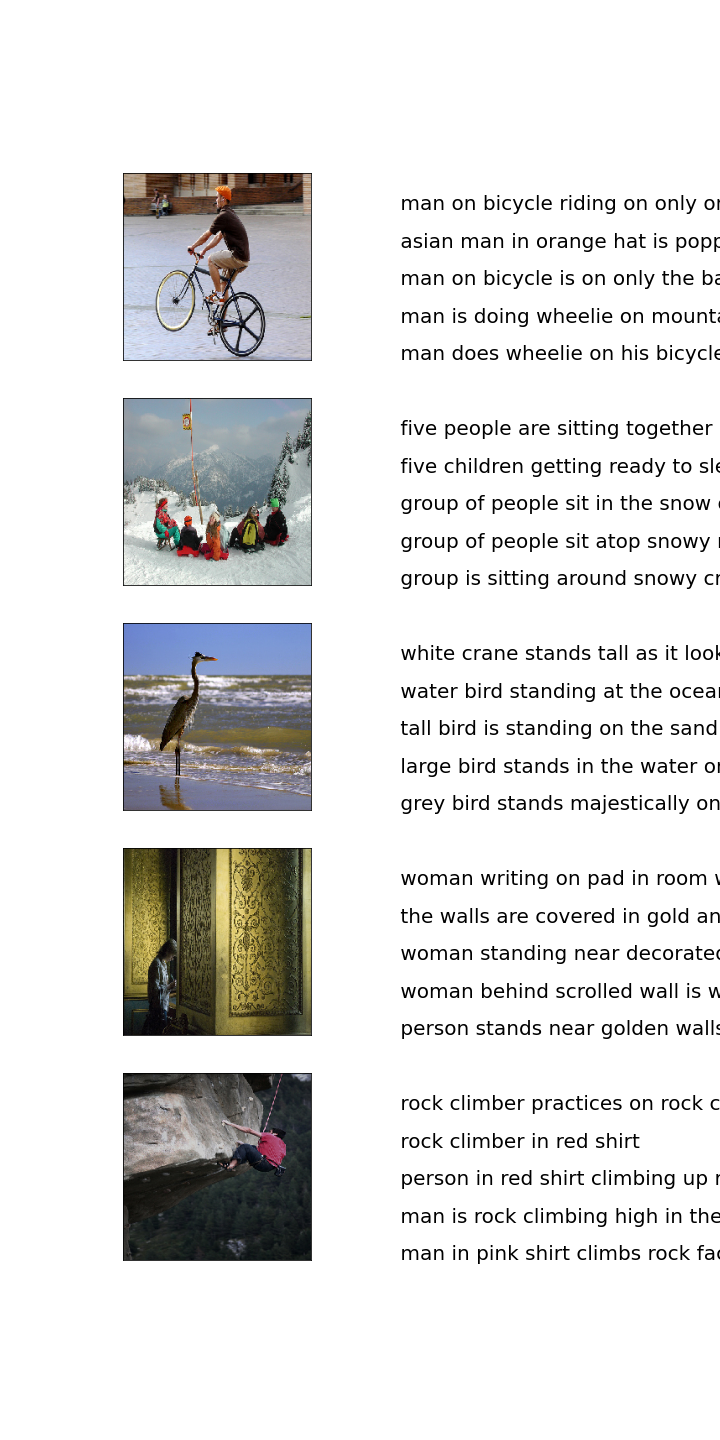 man on bicycle riding on only
asian man in orange hat is popp
man on bicycle is on only the ba
man is doing wheelie on mounta
man does wheelie on his bicycle
five people are sitting together
five children getting ready to sle
group of people sit in the snow
group of people sit atop snowy
group is sitting around snowy cr
white crane stands tall as it look
water bird standing at the ocean
tall bird is standing on the sand
large bird stands in the water
grey bird stands majestically on
woman writing on pad in room
the walls are covered in gold an
woman standing near decorated
woman behind scrolled wall is
person stands near golden walls
rock climber practices on rock
rock climber in red shirt
person in red shirt climbing up
man is rock climbing high in the
man in pink shirt climbs rock fac